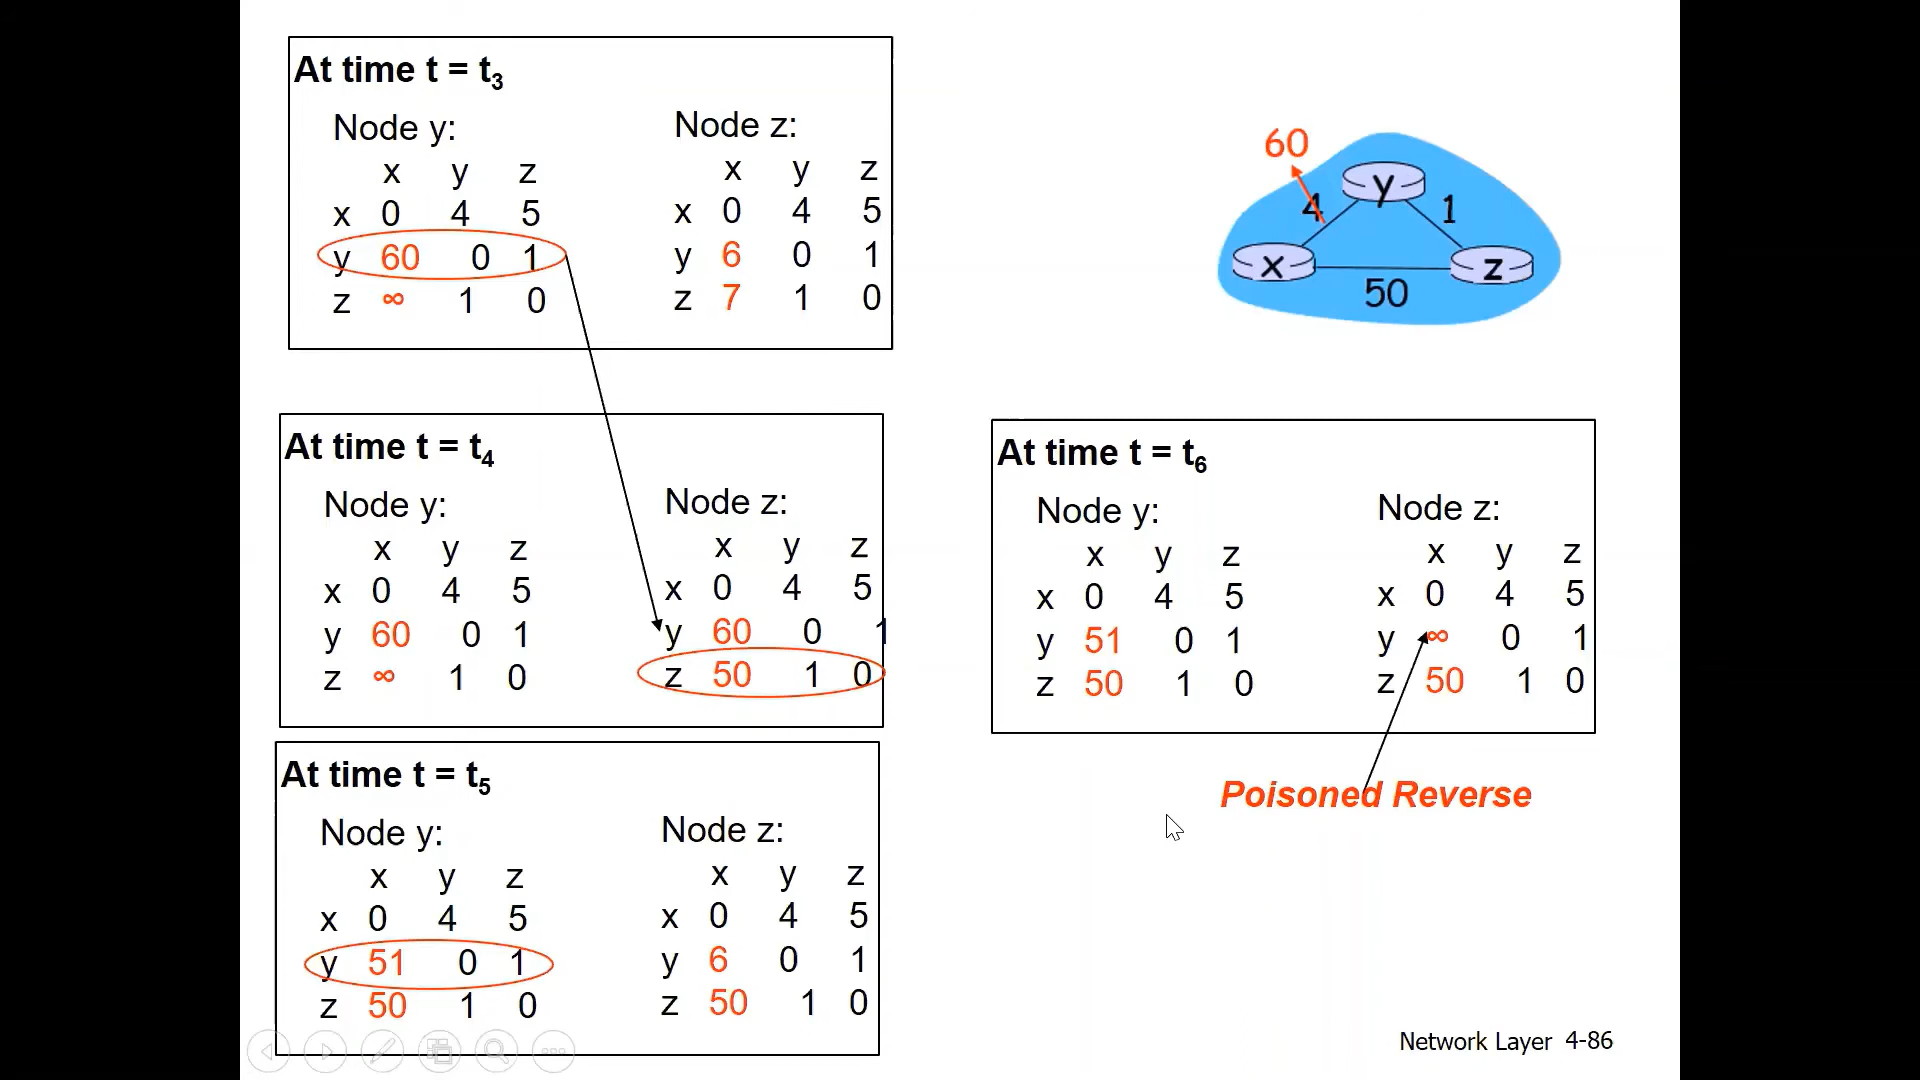 At time t = t3
Node y:
x y z
x 0 4 5
y 60 0 1
z ∞ 1 0
Node z:
x y z
x 0 4 5
y 6 0 1
z 7 1 0
60
4
y
1
x
z
50
At time t = t4
Node y:
x y z
x 0 4 5
y 60 0 1
z ∞ 1 0
Node z:
x y z
x 0 4 5
y 60 0 1
z 50 1 0
At time t = t6
Node y:
x y z
x 0 4 5
y 51 0 1
z 50 1 0
Node z:
x y z
x 0 4 5
y ∞ 0 1
z 50 1 0
Poisoned Reverse
At time t = t5
Node y:
x y z
x 0 4 5
y 51 0 1
z 50 1 0
Node z:
x y z
x 0 4 5
y 6 0 1
z 50 1 0
Network Layer 4-86